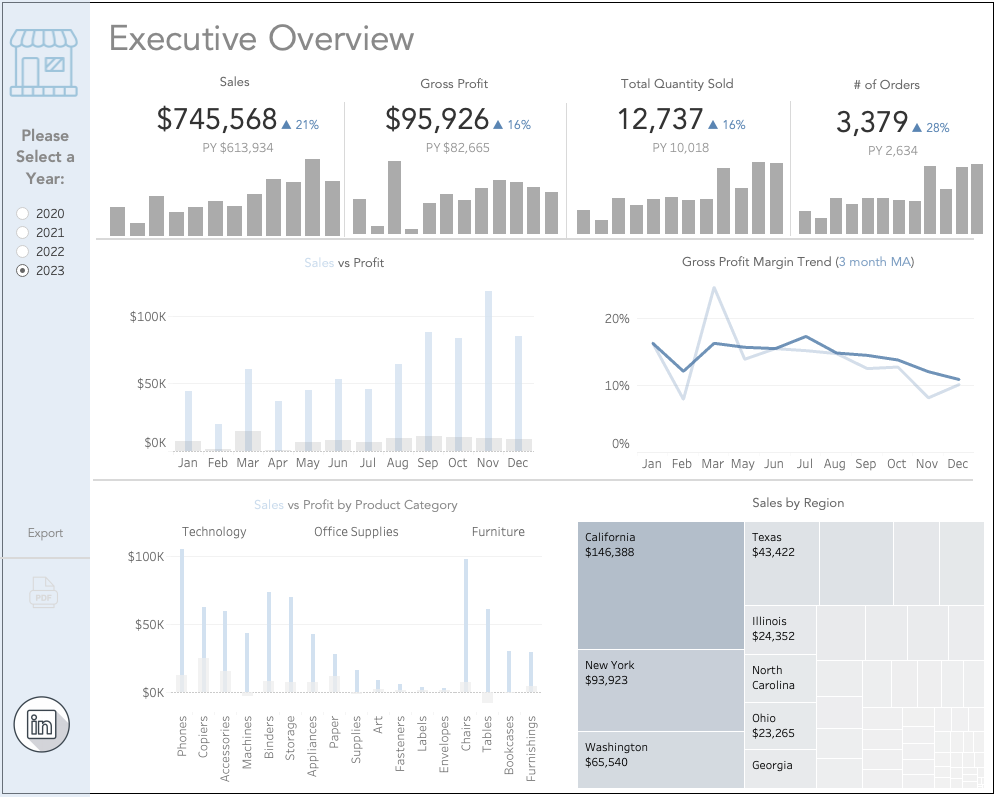 Executive Overview
Please
Select a
Year:
2020
2021
2022
2023
Export
PDF
in
Sales
$745,568 ▲ 21%
PY $613,934
Gross Profit
$95,926 ▲ 16%
PY $82,665
Total Quantity Sold
12,737 ▲ 16%
PY 10,018
# of Orders
3,379 ▲ 28%
PY 2,634
Sales vs Profit
$100K
$50K
$0K
Jan Feb Mar Apr May Jun Jul Aug Sep Oct Nov Dec
Gross Profit Margin Trend (3 month MA)
20%
10%
0%
Jan Feb Mar May Jun Jul Aug Sep Oct Nov Dec
Sales vs Profit by Product Category
Technology Office Supplies Furniture
$100K
$50K
$0K
Phones
Copiers
Accessories
Machines
Binders
Storage
Appliances
Paper
Supplies
Art
Fasteners
Labels
Envelopes
Chairs
Tables
Bookcases
Furnishings
Sales by Region
California
$146,388
New York
$93,923
Washington
$65,540
Texas
$43,422
Illinois
$24,352
North
Carolina
Ohio
$23,265
Georgia